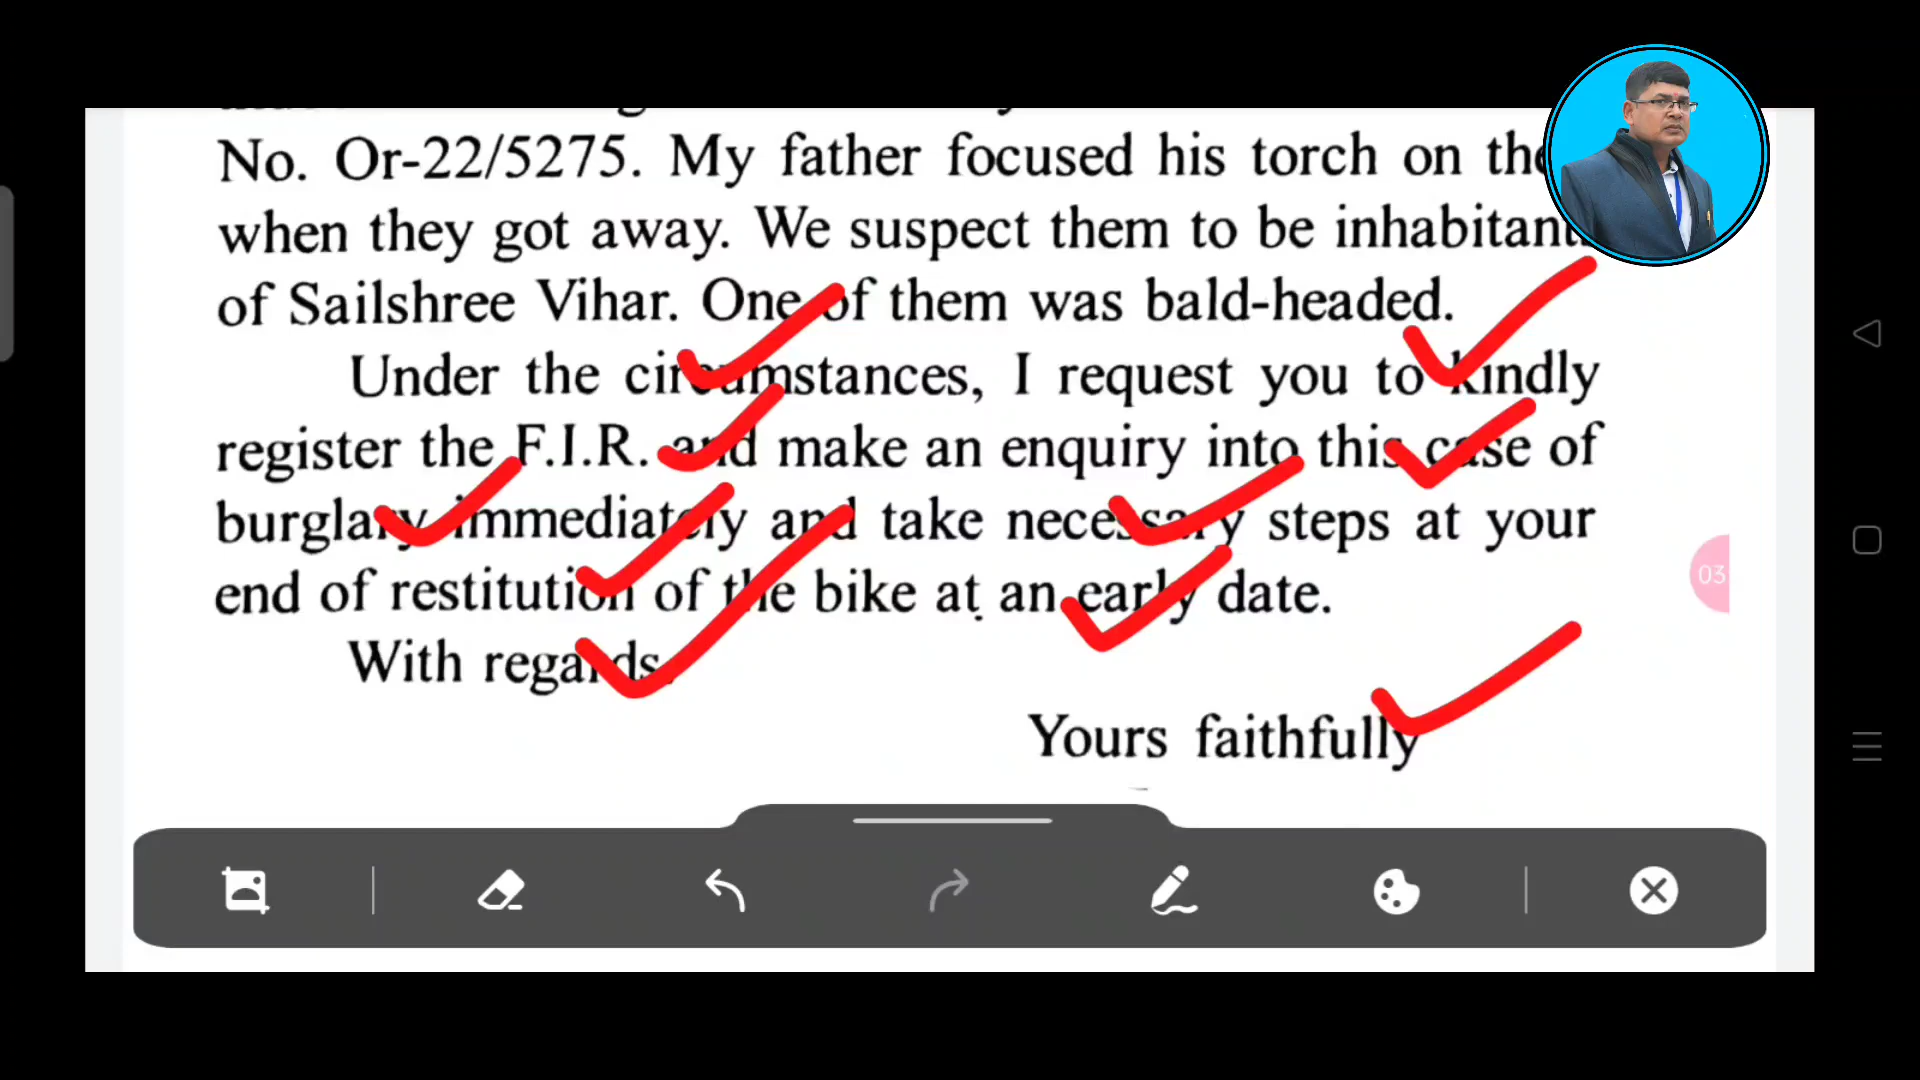 No. Or-22/5275. My father focused his torch on
when they got away. We suspect them to be
of Sailshree Vihar. One of them was bald-headed.
Under the circumstances, I request you to kindly
register the F.I.R. and make an enquiry into this case of
burglary immediately and take necessary steps at your
end of restitution of the bike at an early date.
With regards,
Yours faithfully
03